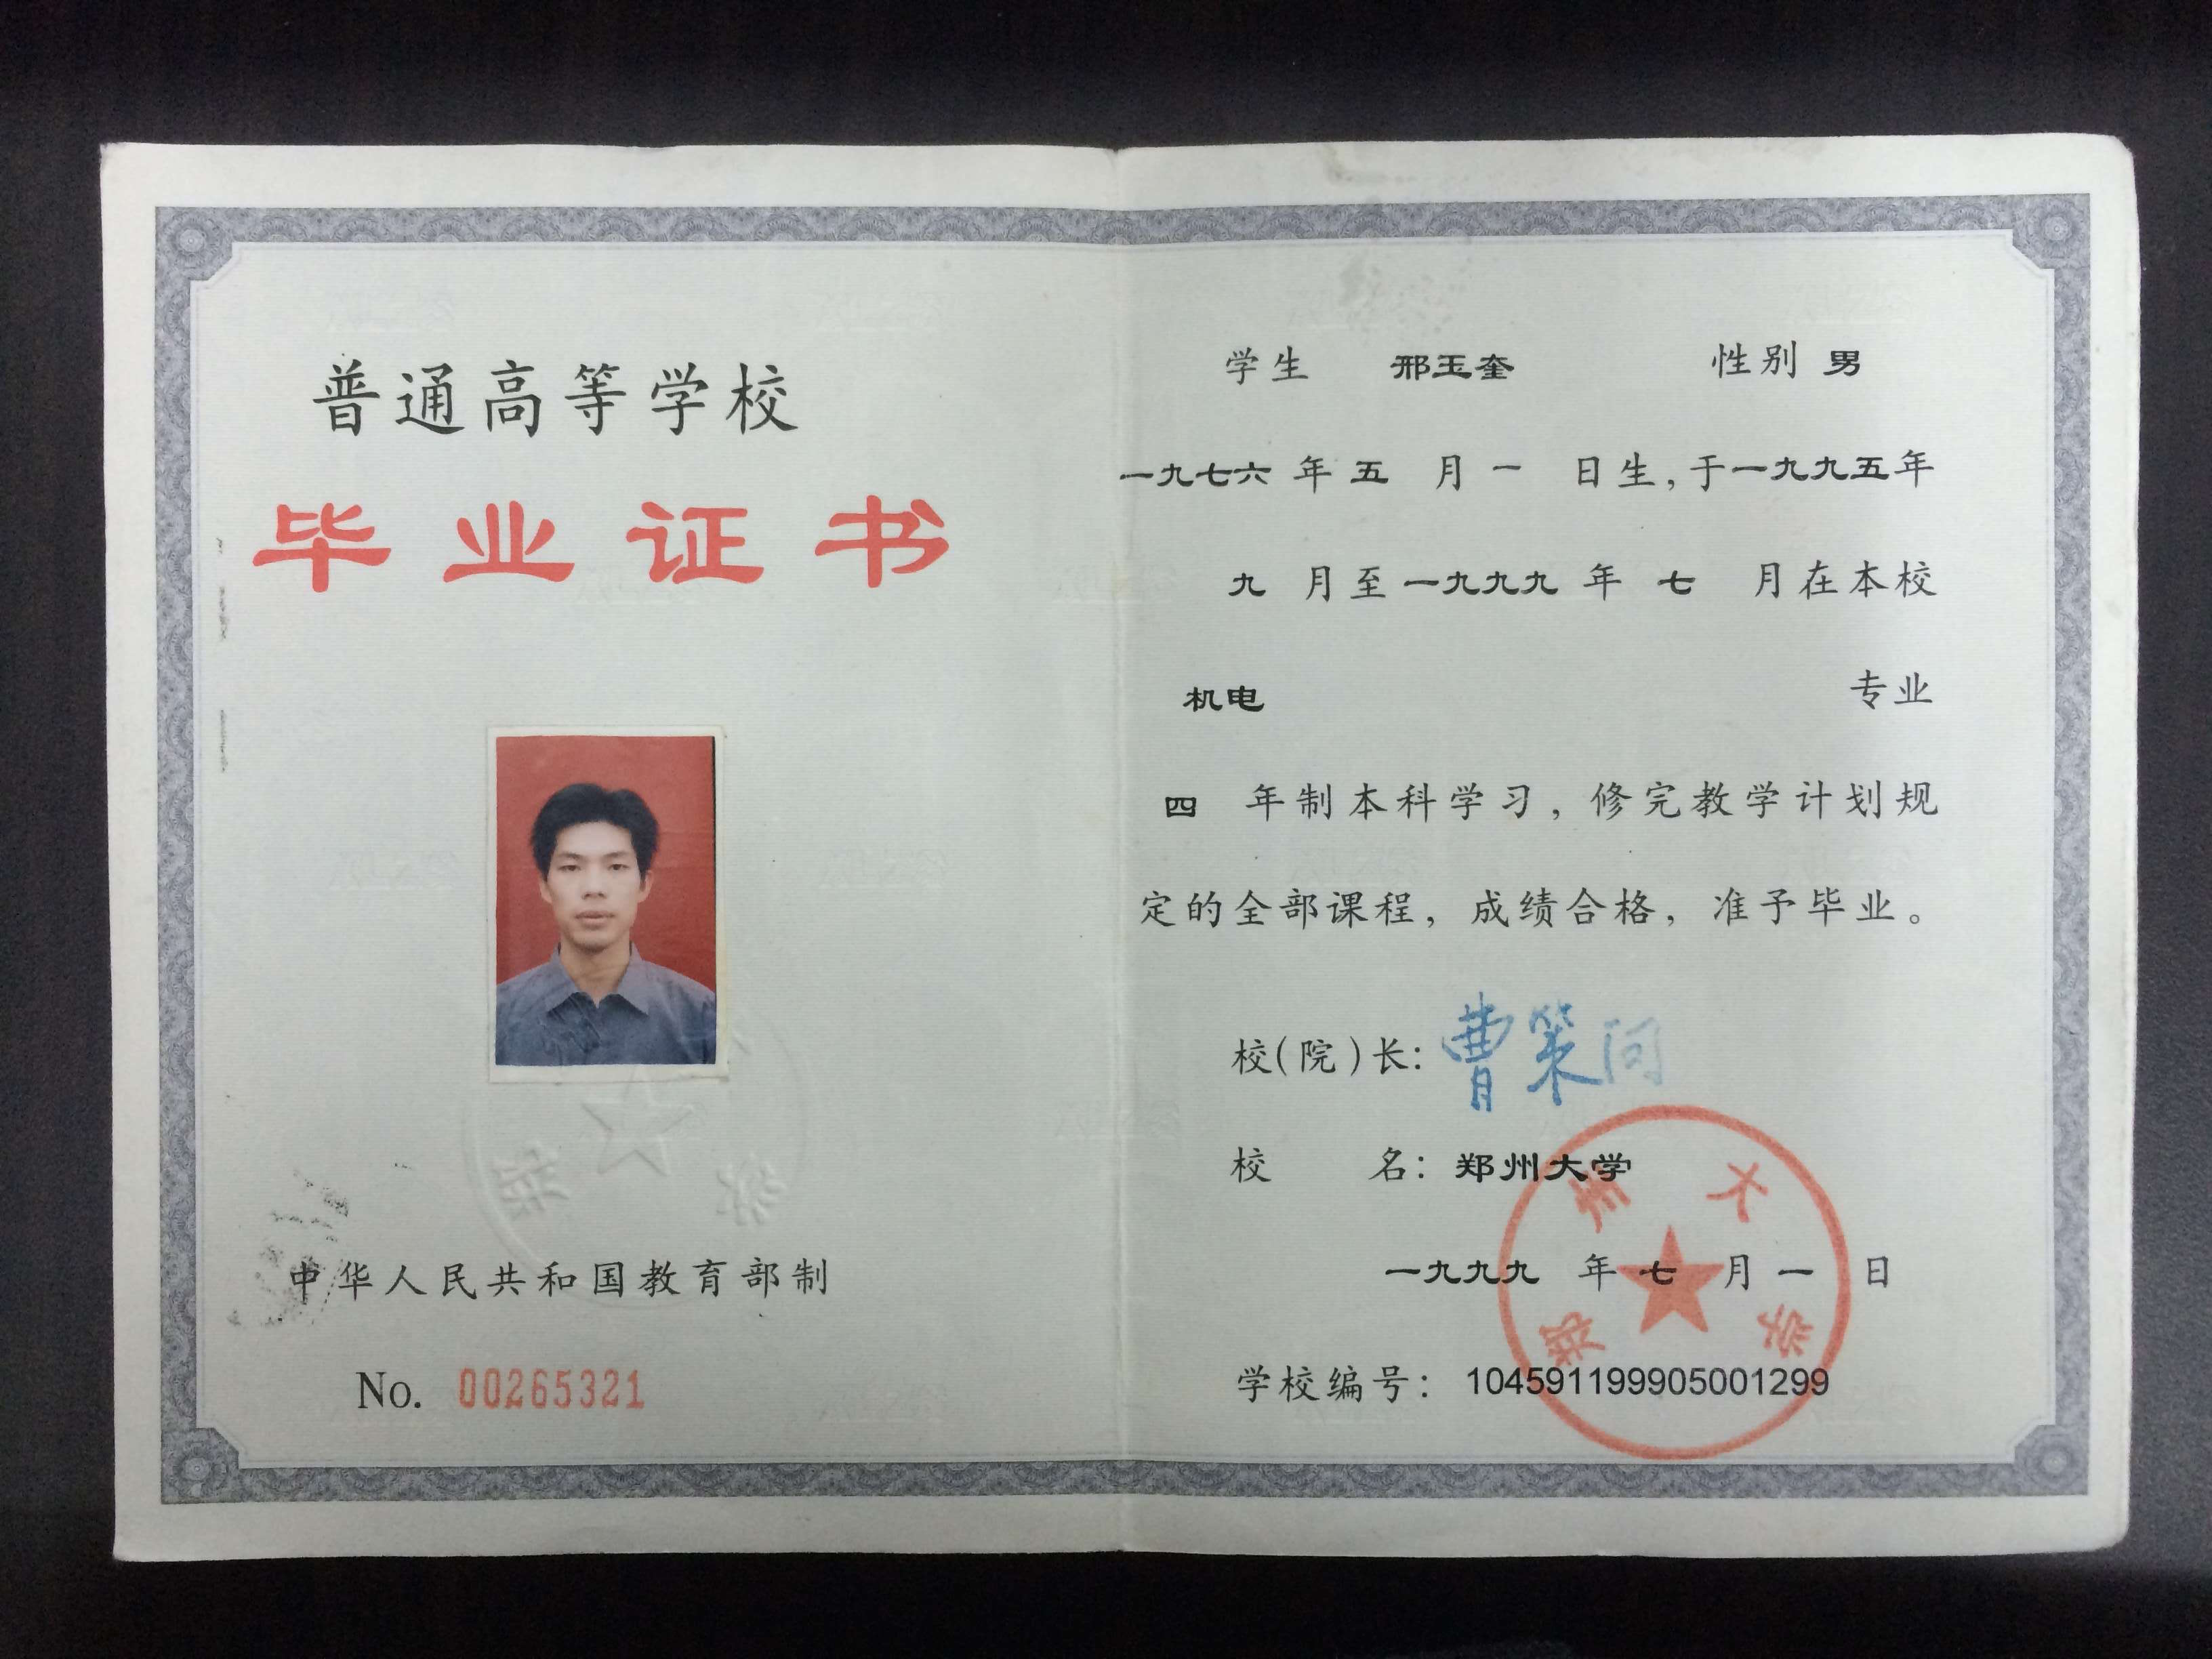 普通高等学校
毕业证书
中华人民共和国教育部制
No. 00265321
学生 邢玉奎 性别 男
一九七六 年 五 月 一 日生,于一九九五年
九 月至一九九九 年 七 月在本校
机电 专业
四 年制本科学习,修完教学计划规
定的全部课程,成绩合格,准予毕业。
校(院)长: 曹策问
校 名: 郑州大学
一九九九 年 七 月 一 日
学校编号: 104591199905001299
郑州大学